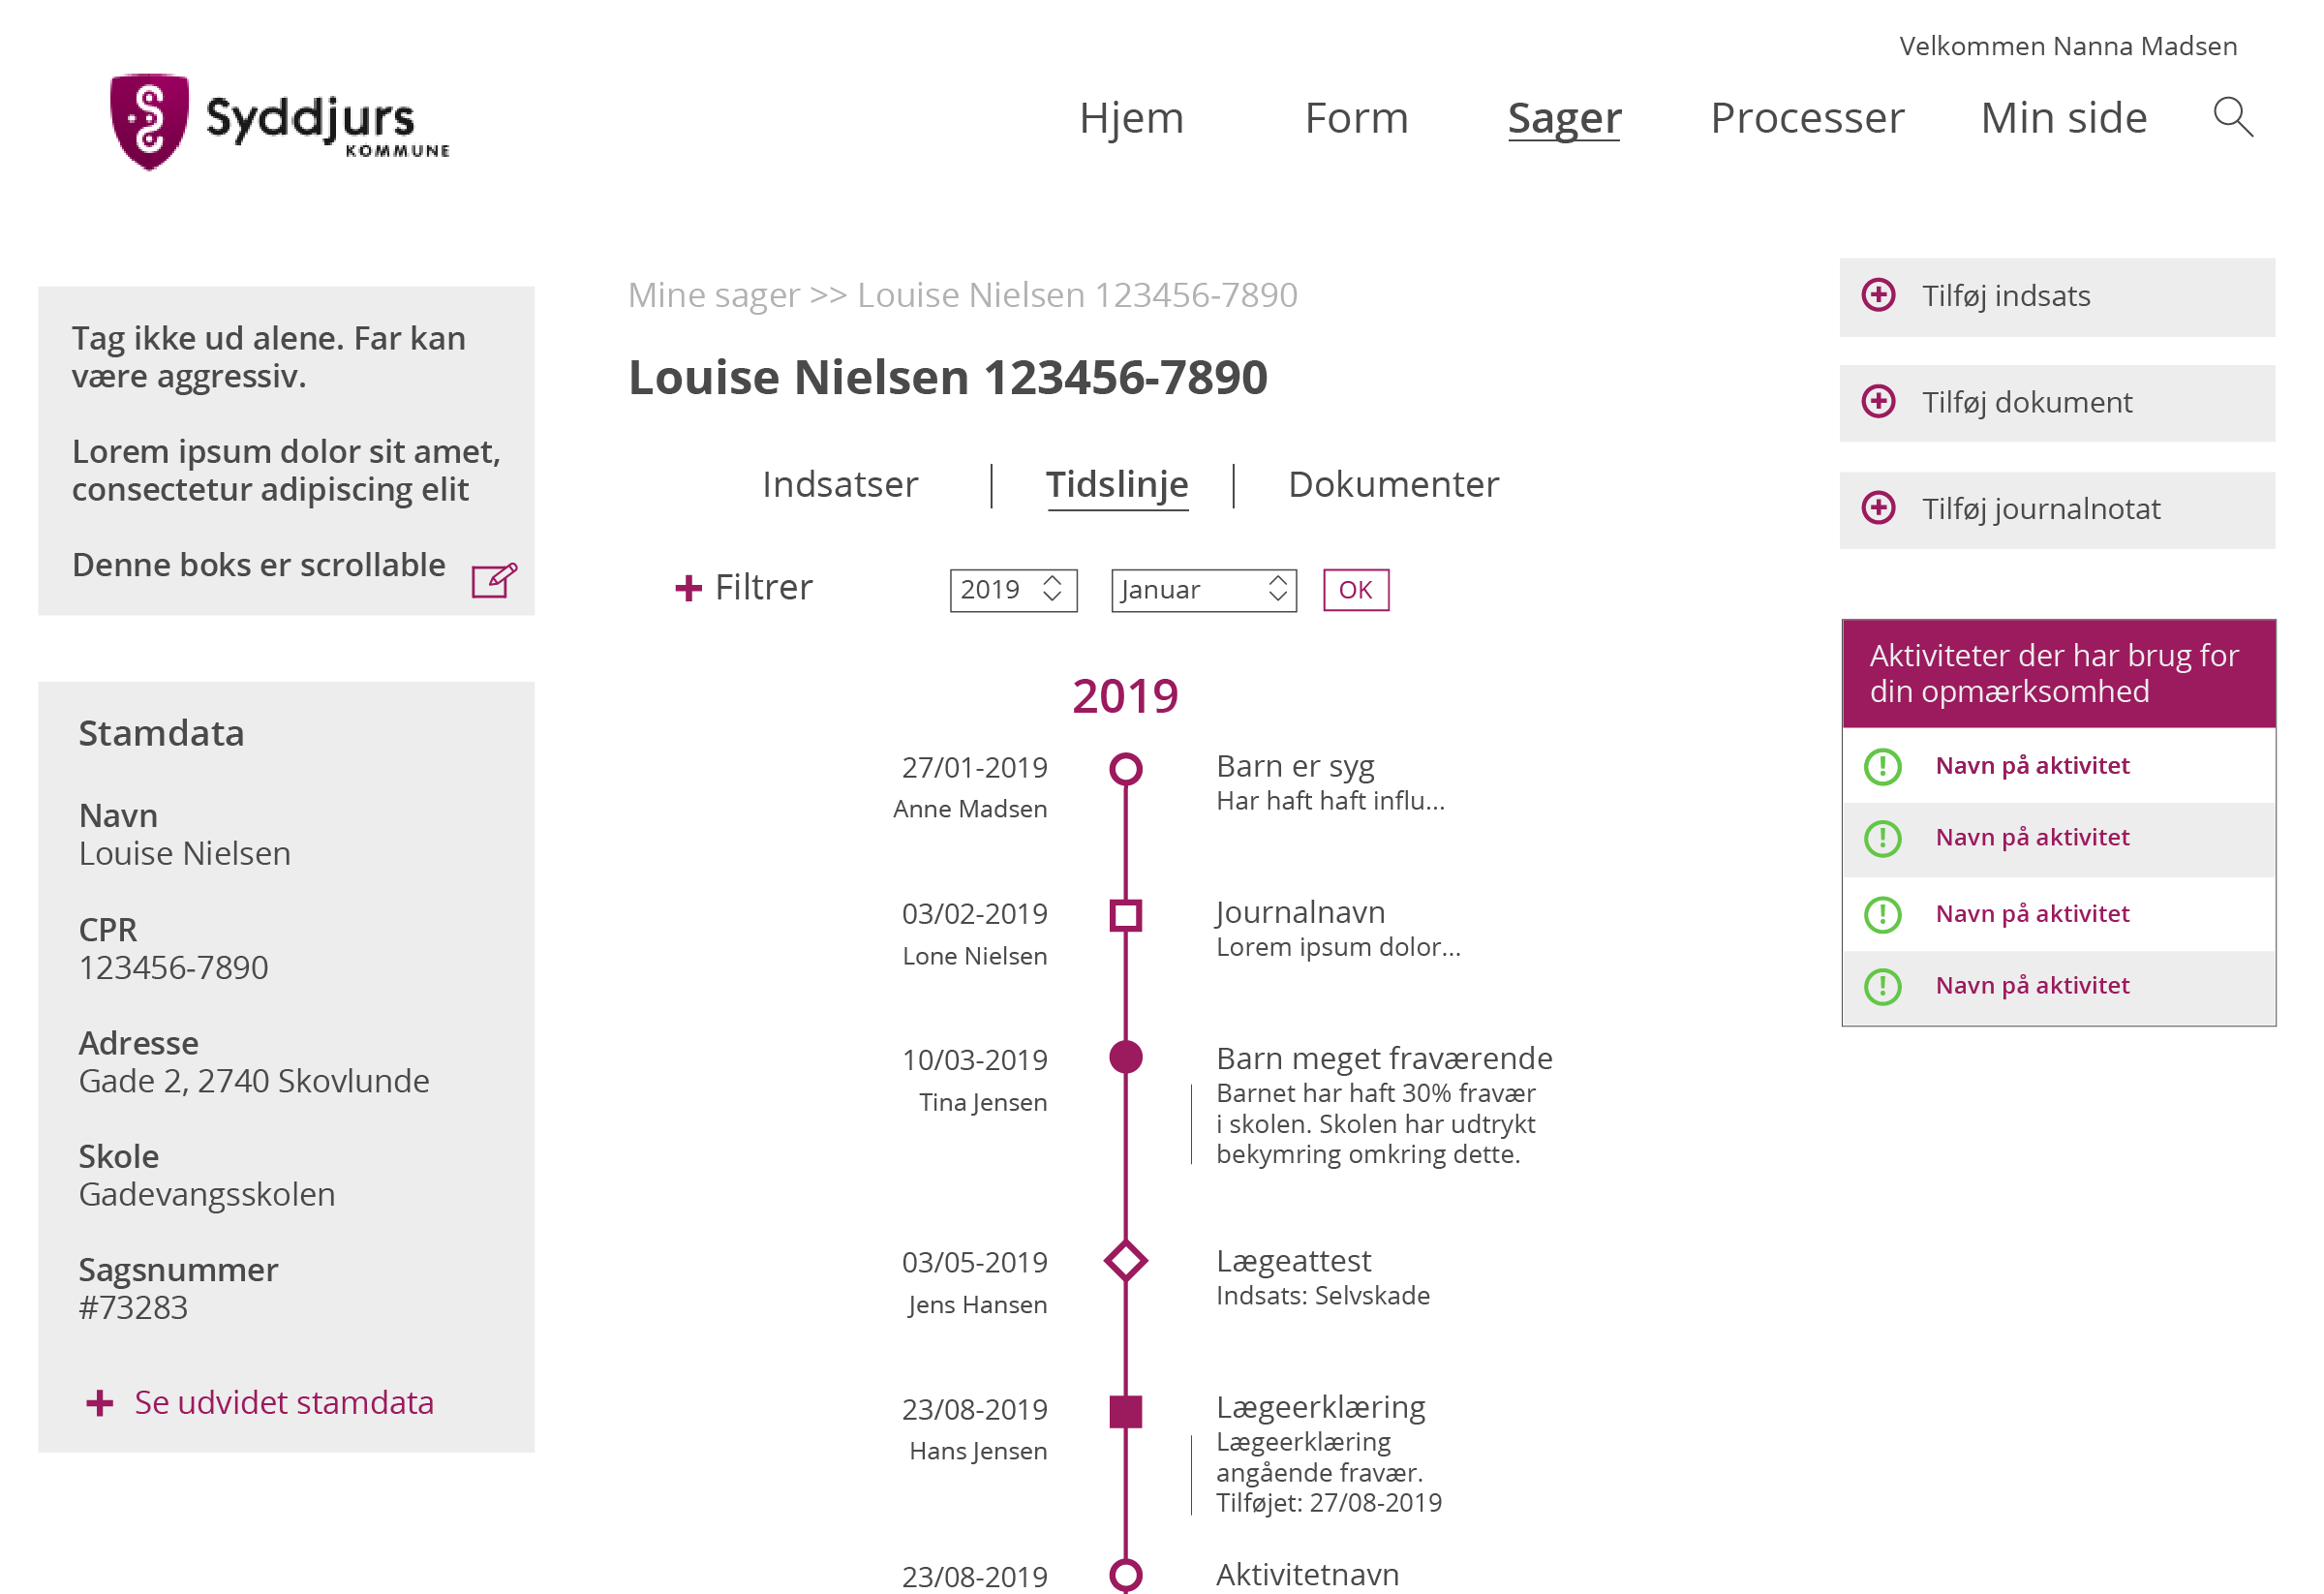 Velkommen Nanna Madsen
Syddjurs
KOMMUNE
Hjem
Form
Sager
Processer
Min side
Tag ikke ud alene. Far kan
være aggressiv.
Lorem ipsum dolor sit amet,
consectetur adipiscing elit
Denne boks er scrollable
Stamdata
Navn
Louise Nielsen
CPR
123456-7890
Adresse
Gade 2, 2740 Skovlunde
Skole
Gadevangsskolen
Sagsnummer
#73283
+ Se udvidet stamdata
Mine sager >> Louise Nielsen 123456-7890
Louise Nielsen 123456-7890
Indsatser | Tidslinje | Dokumenter
+ Filtrer
2019
Januar
OK
2019
27/01-2019
Anne Madsen
Barn er syg
Har haft haft influ...
03/02-2019
Lone Nielsen
Journalnavn
Lorem ipsum dolor...
10/03-2019
Tina Jensen
Barn meget fraværende
Barnet har haft 30% fravær
i skolen. Skolen har udtrykt
bekymring omkring dette.
03/05-2019
Jens Hansen
Lægeattest
Indsats: Selvskade
23/08-2019
Hans Jensen
Lægeerklæring
Lægeerklæring
angående fravær.
Tilføjet: 27/08-2019
23/08-2019
Aktivitetnavn
Tilføj indsats
Tilføj dokument
Tilføj journalnotat
Aktiviteter der har brug for
din opmærksomhed
Navn på aktivitet
Navn på aktivitet
Navn på aktivitet
Navn på aktivitet